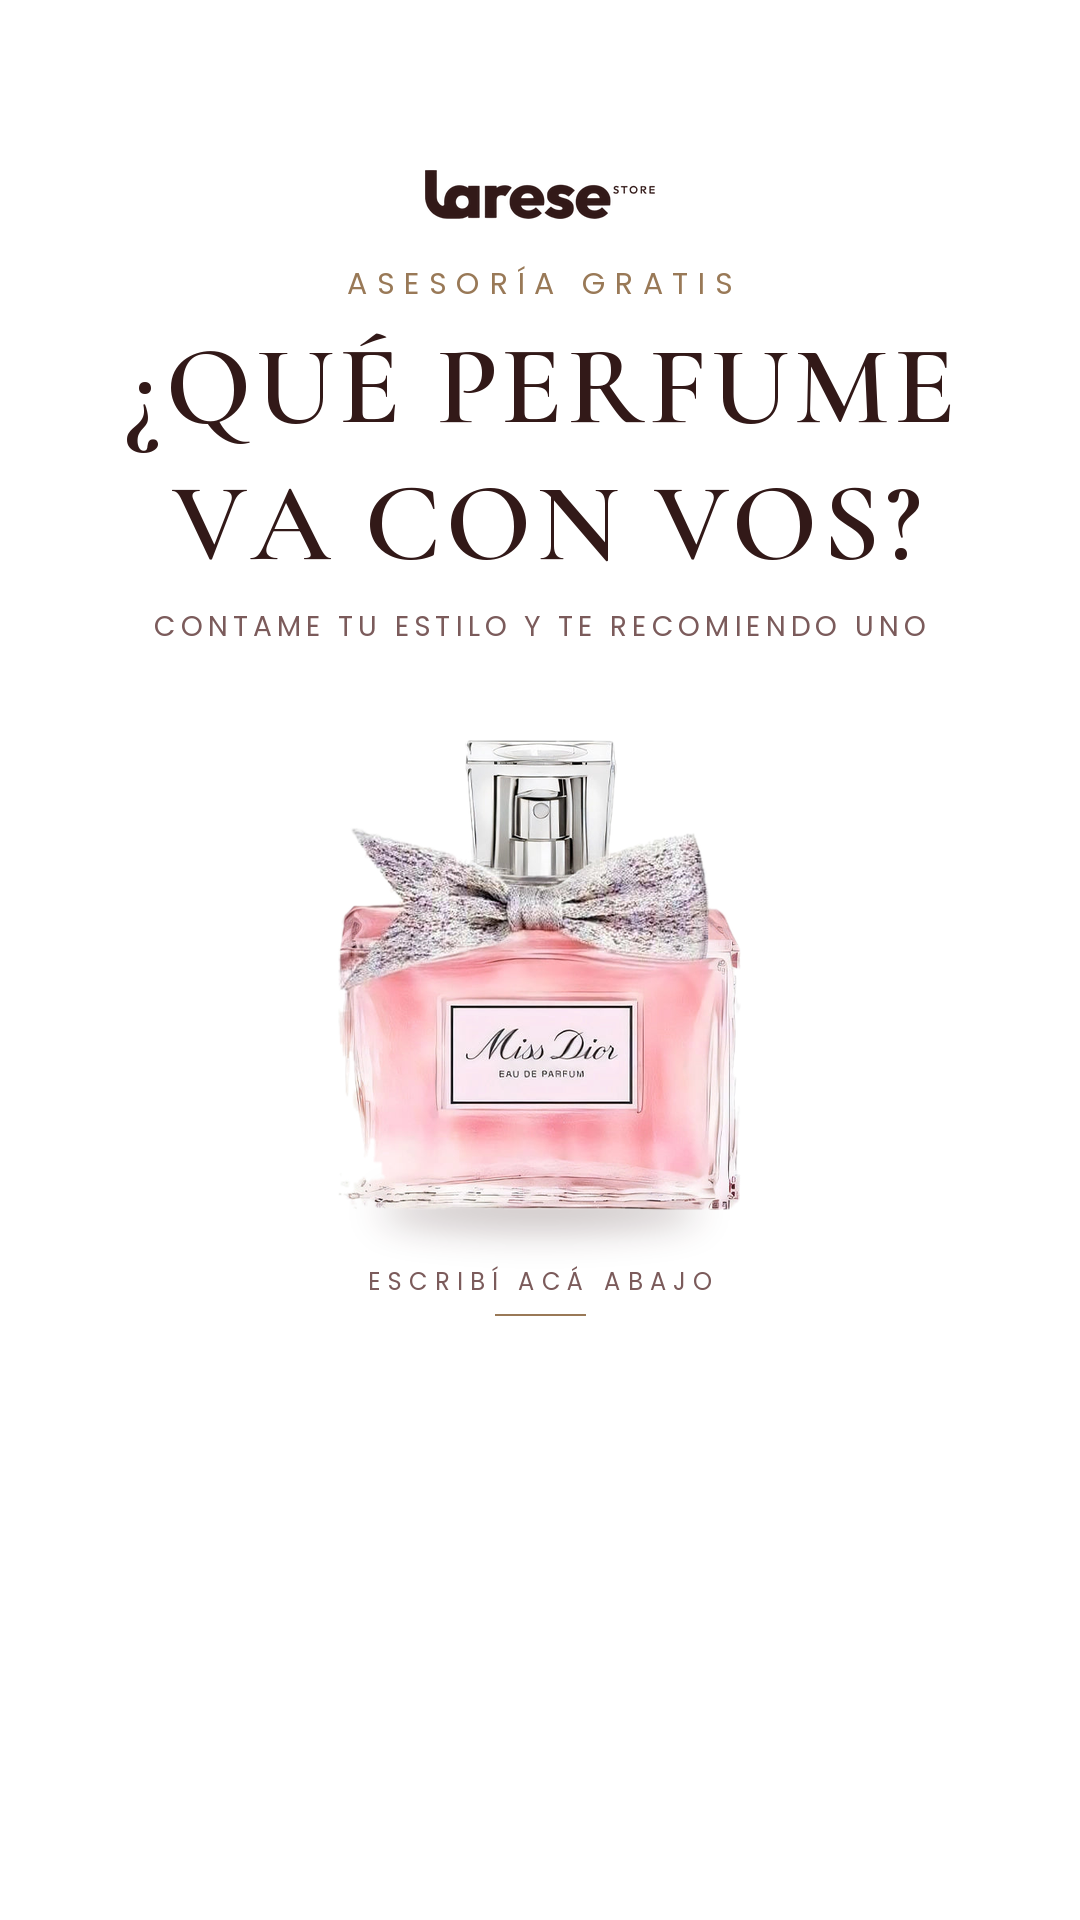 Larese STORE
ASESORÍA GRATIS
¿QUÉ PERFUME
VA CON VOS?
CONTAME TU ESTILO Y TE RECOMIENDO UNO
Miss Dior
EAU DE PARFUM
ESCRIBÍ ACÁ ABAJO